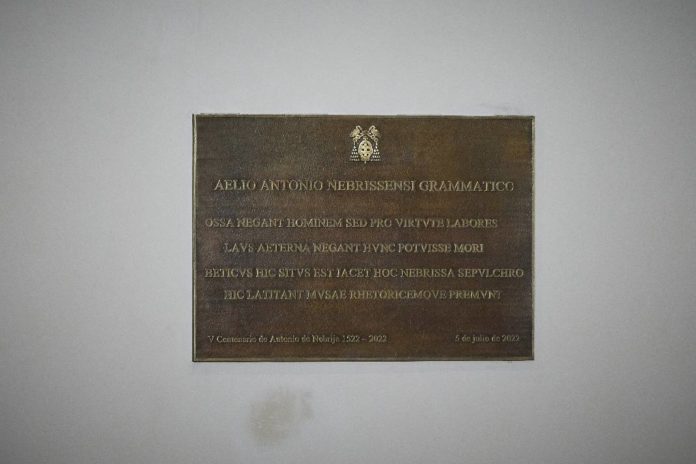 AELIO ANTONIO NEBRISSENSI GRAMMATICO
OSSA NEGANT HOMINEM SED PRO VIRTVTE LABORES
LAVS AETERNA NEGANT HVNC POTVISSE MORI
BETICVS HIC SITVS EST JACET HOC NEBRISSA SEPVLCHRO
HIC LATITANT MVSAE RHETORICEMQVE PREMVNT
V Centenario de Antonio de Nebrija 1522 – 2022
5 de julio de 2022